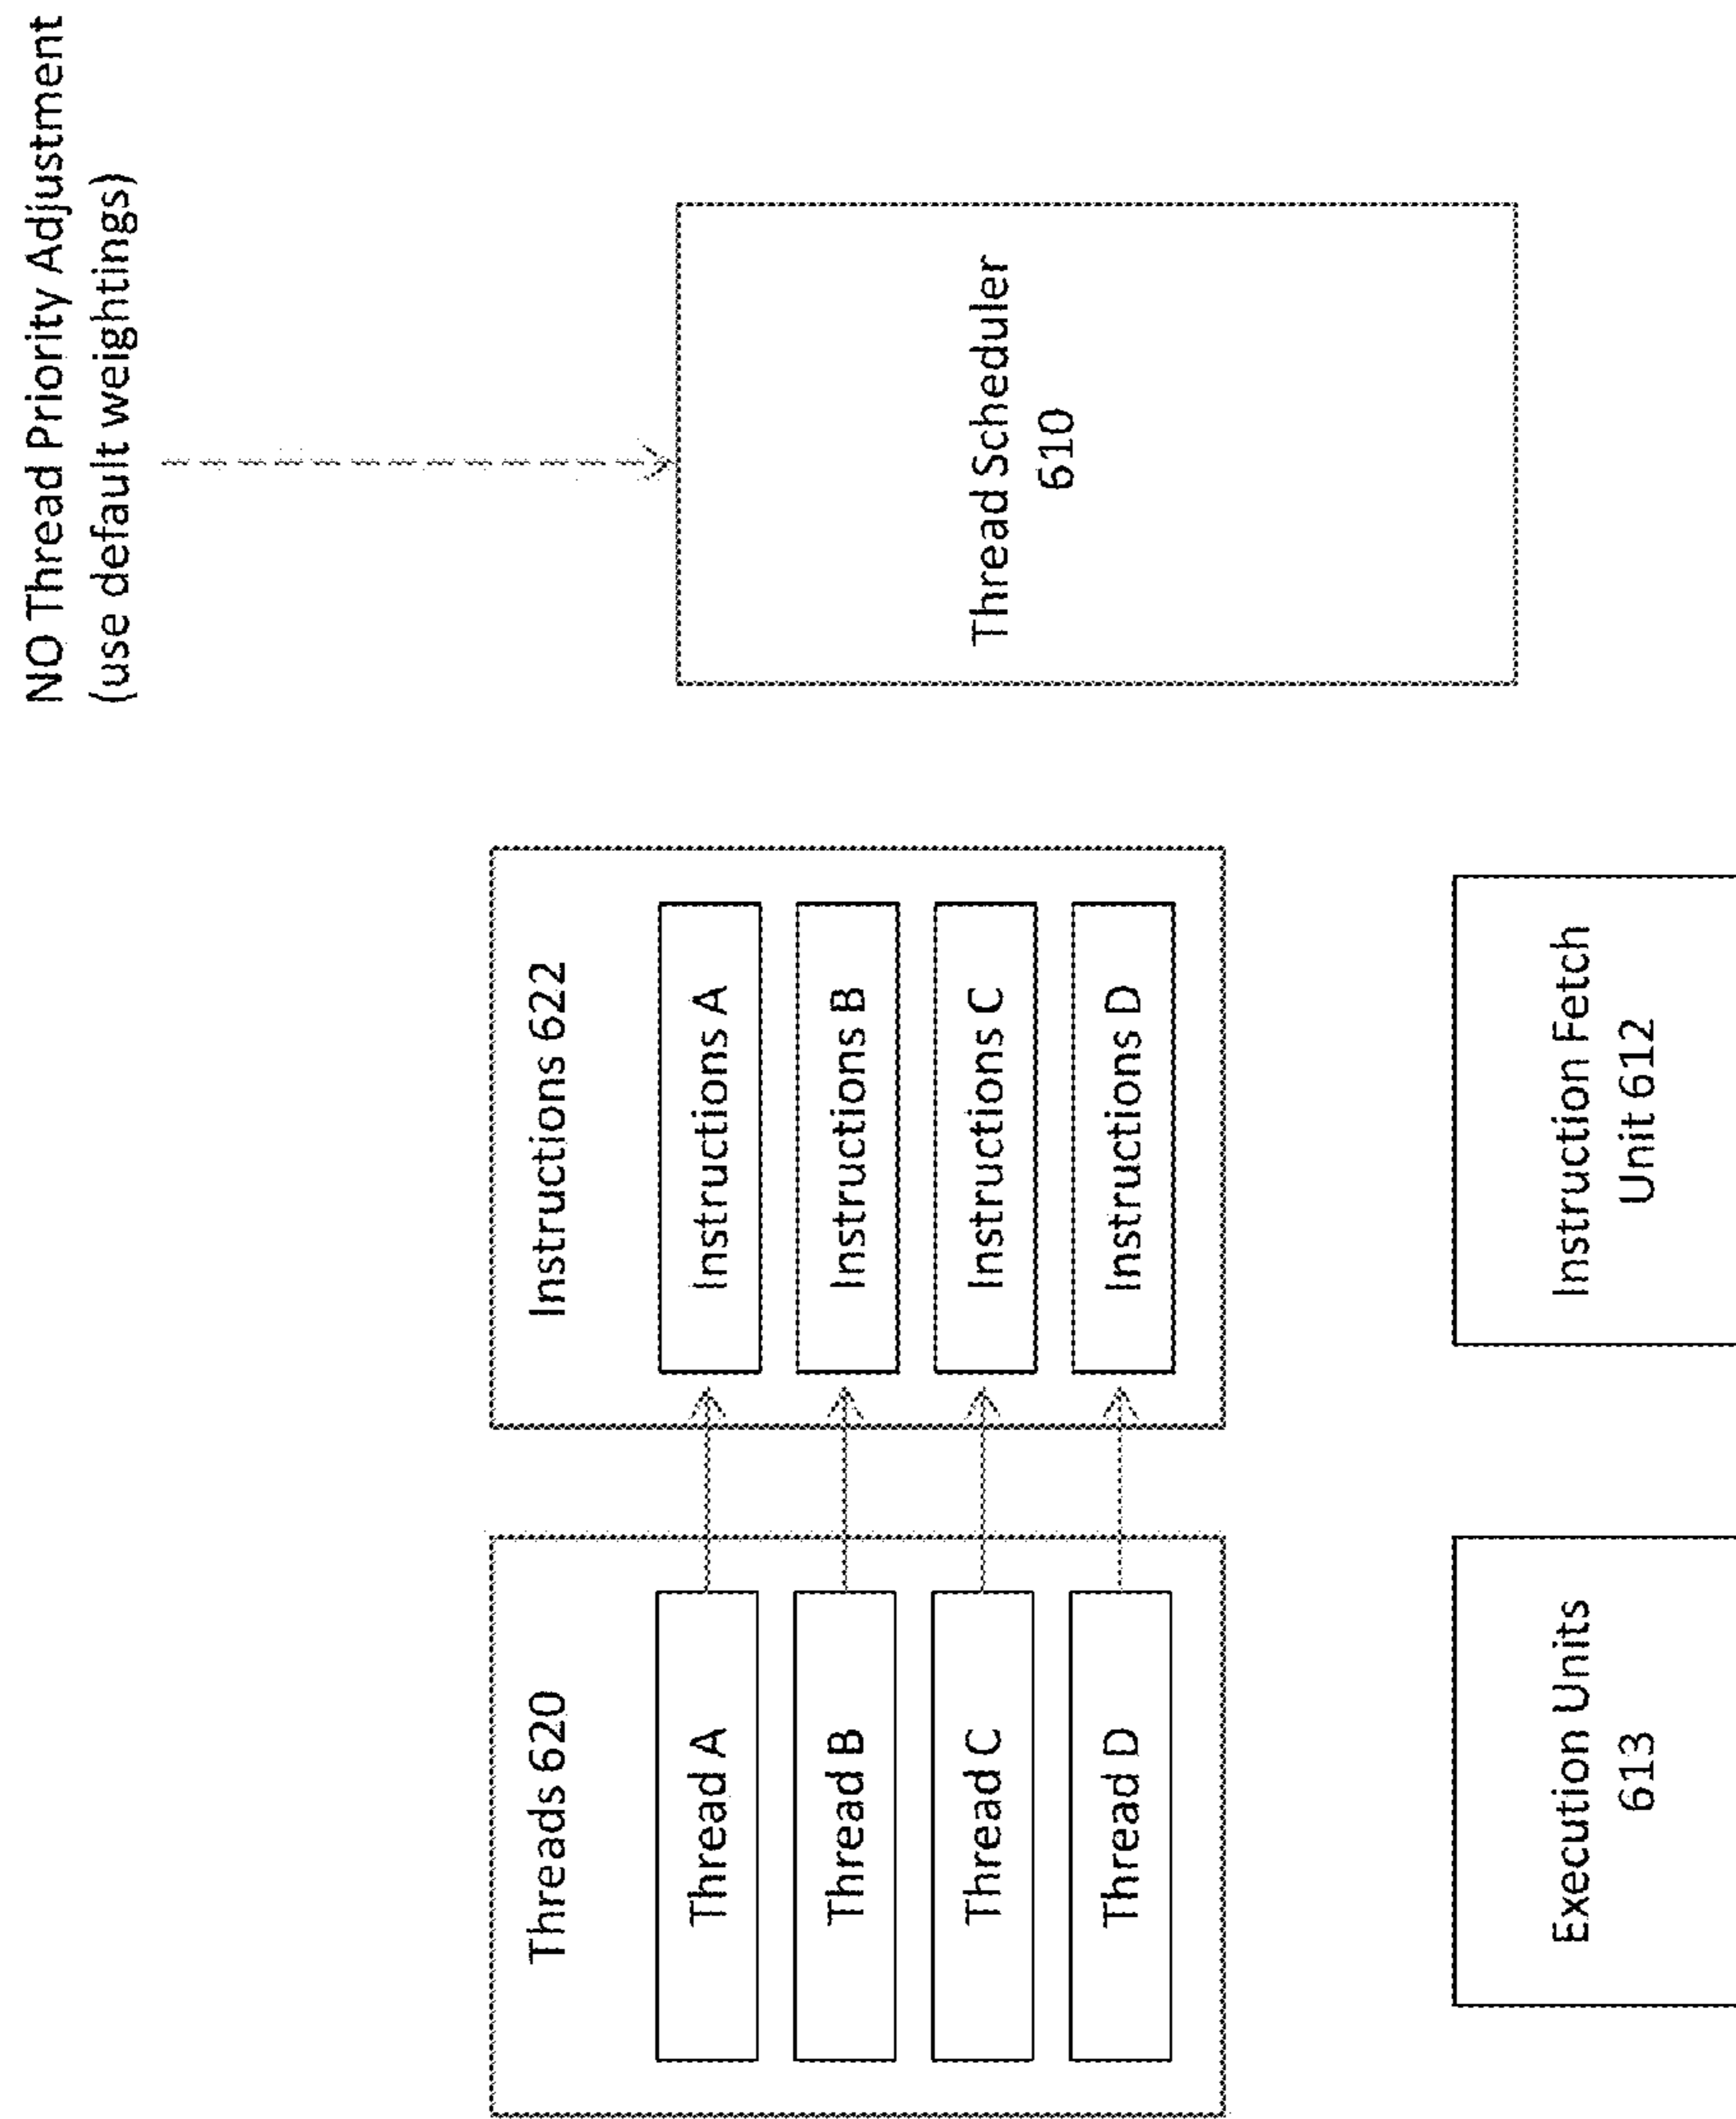 NO Thread Priority Adjustment
(use default weightings)
Threads 620
Thread A
Thread B
Thread C
Thread D
Instructions 622
Instructions A
Instructions B
Instructions C
Instructions D
Thread Scheduler
610
Execution Units
613
Instruction Fetch
Unit 612